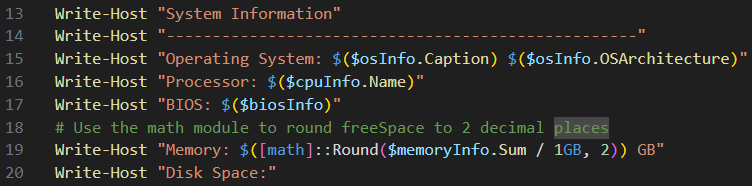 13 Write-Host "System Information"
14 Write-Host "---------------------------------------------------"
15 Write-Host "Operating System: $($osInfo.Caption) $($osInfo.OSArchitecture)"
16 Write-Host "Processor: $($cpuInfo.Name)"
17 Write-Host "BIOS: $($biosInfo)"
18 # Use the math module to round freeSpace to 2 decimal places
19 Write-Host "Memory: $([math]::Round($memoryInfo.Sum / 1GB, 2)) GB"
20 Write-Host "Disk Space:"